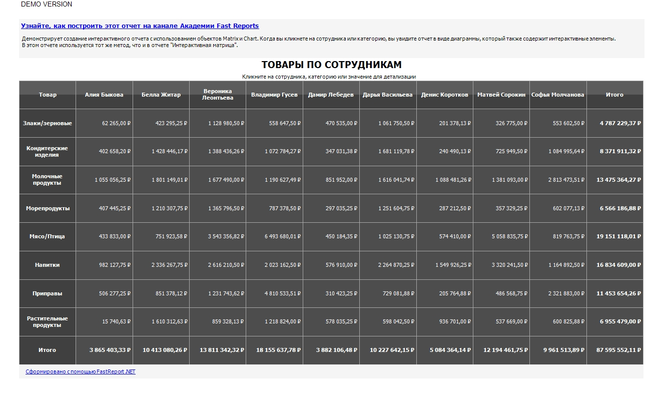 DEMO VERSION
Узнайте, как построить этот отчет на канале Академии Fast Reports
Демонстрирует создание интерактивного отчета с использованием объектов Matrix и Chart. Когда вы кликнете на сотрудника или категорию, вы увидите отчет в виде диаграммы, который также содержит интерактивные элементы.
В этом отчете используется тот же метод, что и в отчете "Интерактивная матрица".
ТОВАРЫ ПО СОТРУДНИКАМ
Кликните на сотрудника, категорию или значение для детализации
Товар Алия Быкова Белла Житар Вероника Леонтьева Владимир Гусев Дамир Лебедев Дарья Васильева Денис Коротков Матвей Сорокин Софья Молчанова Итого
Злаки/зерновые 62 265,00 ₽ 423 295,25 ₽ 1 128 980,50 ₽ 558 647,50 ₽ 470 535,00 ₽ 1 061 750,50 ₽ 201 378,13 ₽ 326 775,00 ₽ 553 602,50 ₽ 4 787 229,37 ₽
Кондитерские изделия 402 658,20 ₽ 1 428 446,17 ₽ 1 388 436,26 ₽ 1 072 784,27 ₽ 347 031,38 ₽ 1 681 119,78 ₽ 240 490,13 ₽ 725 949,50 ₽ 1 084 995,64 ₽ 8 371 911,32 ₽
Молочные продукты 1 055 056,25 ₽ 1 801 149,01 ₽ 1 677 490,00 ₽ 1 190 627,49 ₽ 851 952,00 ₽ 1 616 041,74 ₽ 1 088 481,26 ₽ 1 381 093,00 ₽ 2 813 473,51 ₽ 13 475 364,27 ₽
Морепродукты 407 445,25 ₽ 1 210 307,75 ₽ 1 365 796,50 ₽ 787 378,50 ₽ 297 035,25 ₽ 1 251 604,75 ₽ 287 212,50 ₽ 357 329,25 ₽ 602 077,13 ₽ 6 566 186,88 ₽
Мясо/Птица 433 833,00 ₽ 751 923,58 ₽ 3 543 356,82 ₽ 6 493 680,01 ₽ 450 184,35 ₽ 1 025 130,75 ₽ 574 410,00 ₽ 5 058 835,75 ₽ 819 763,75 ₽ 19 151 118,01 ₽
Напитки 982 127,75 ₽ 2 336 267,75 ₽ 2 616 210,50 ₽ 2 023 162,50 ₽ 576 910,00 ₽ 2 264 870,25 ₽ 1 549 926,25 ₽ 3 320 241,50 ₽ 1 164 892,50 ₽ 16 834 609,00 ₽
Приправы 506 277,25 ₽ 851 378,12 ₽ 1 231 743,62 ₽ 4 810 533,51 ₽ 310 423,25 ₽ 729 081,88 ₽ 205 764,88 ₽ 486 568,75 ₽ 2 321 883,00 ₽ 11 453 654,26 ₽
Растительные продукты 15 740,63 ₽ 1 610 312,63 ₽ 859 328,13 ₽ 1 218 824,00 ₽ 578 035,25 ₽ 598 042,50 ₽ 936 701,00 ₽ 537 669,00 ₽ 600 825,88 ₽ 6 955 479,00 ₽
Итого 3 865 403,33 ₽ 10 413 080,26 ₽ 13 811 342,32 ₽ 18 155 637,78 ₽ 3 882 106,48 ₽ 10 227 642,15 ₽ 5 084 364,14 ₽ 12 194 461,75 ₽ 9 961 513,89 ₽ 87 595 552,11 ₽
Сформировано с помощью FastReport .NET